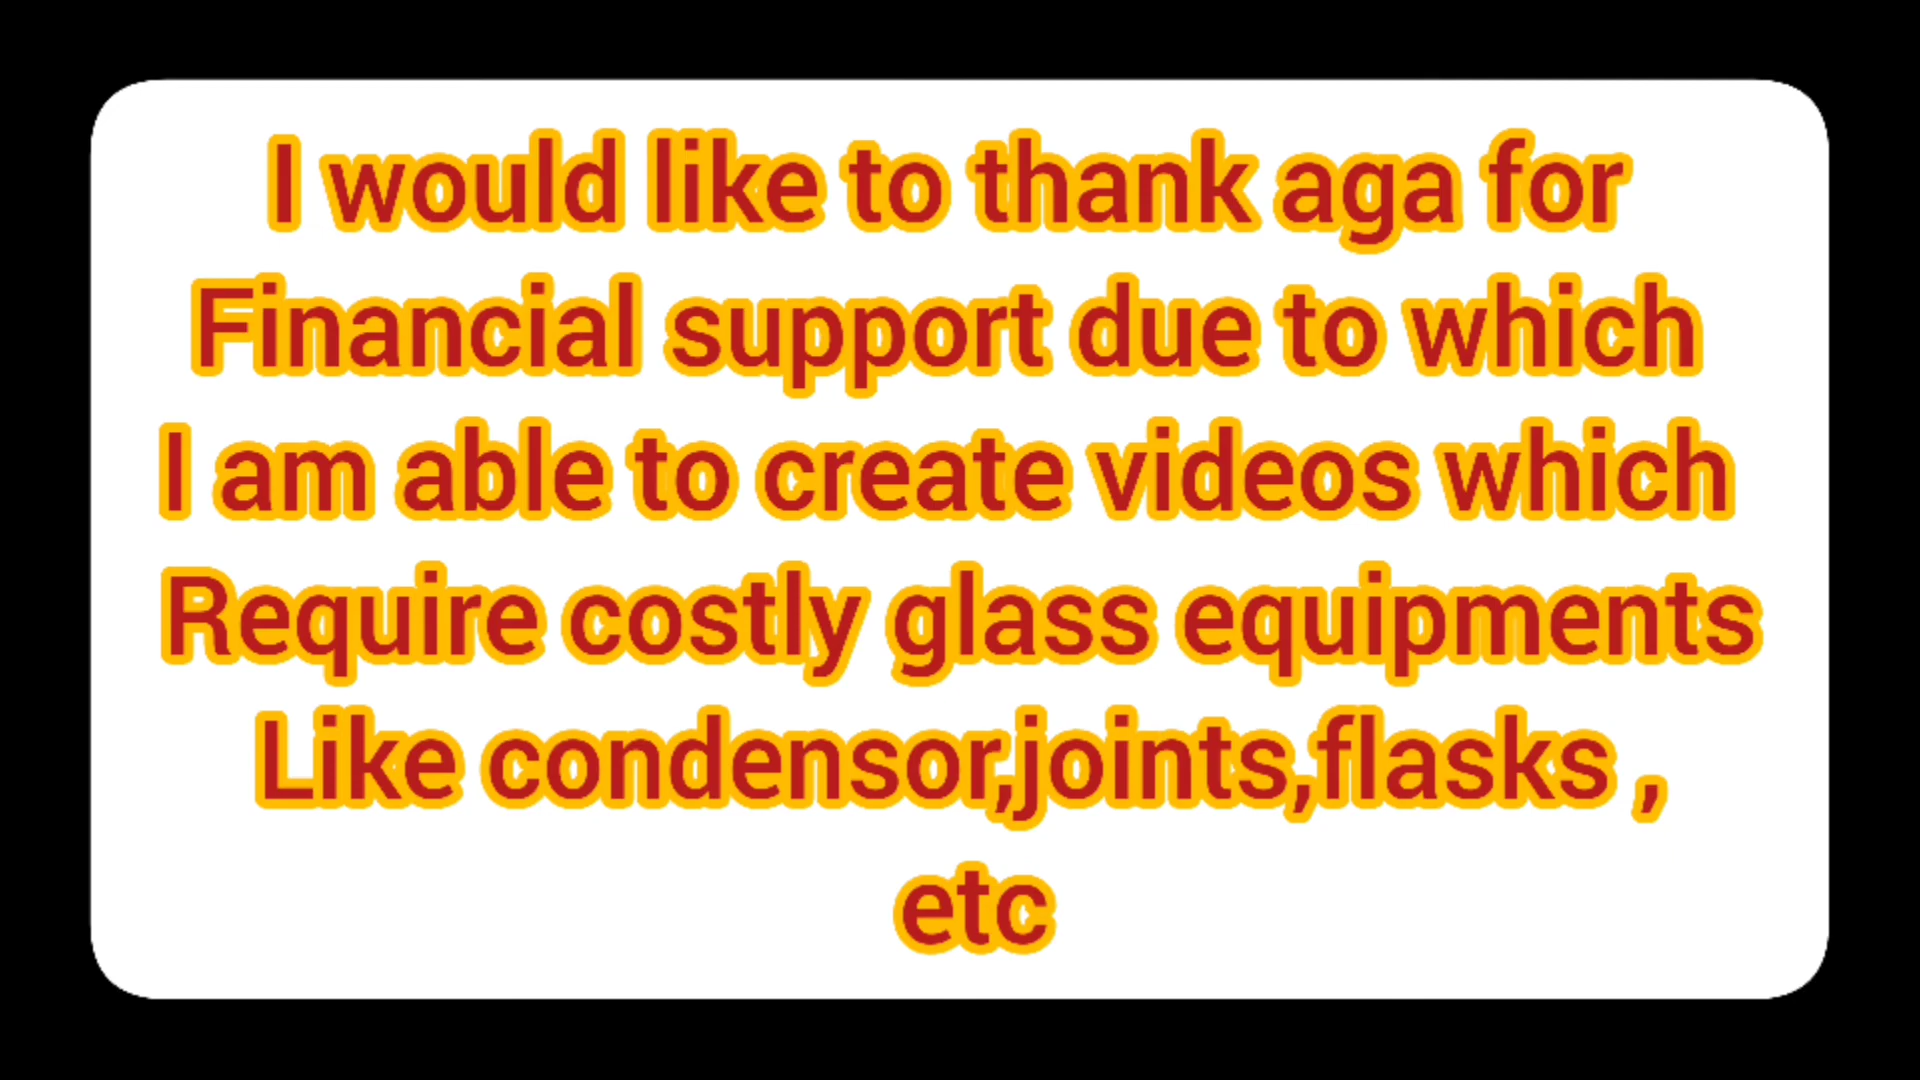 I would like to thank aga for
Financial support due to which
I am able to create videos which
Require costly glass equipments
Like condensor,joints,flasks ,
etc